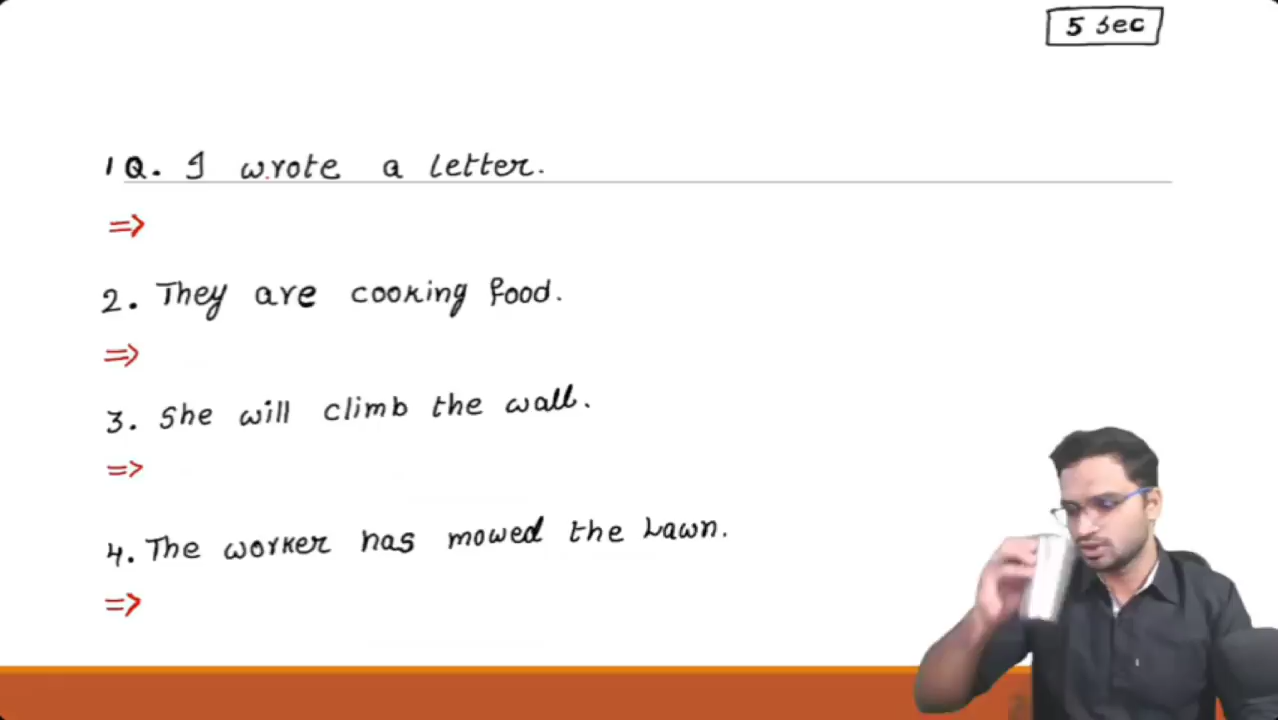 5 Sec
1Q. I wrote a letter.
=>
2. They are cooking food.
=>
3. She will climb the wall.
=>
4. The worker has mowed the Lawn.
=>